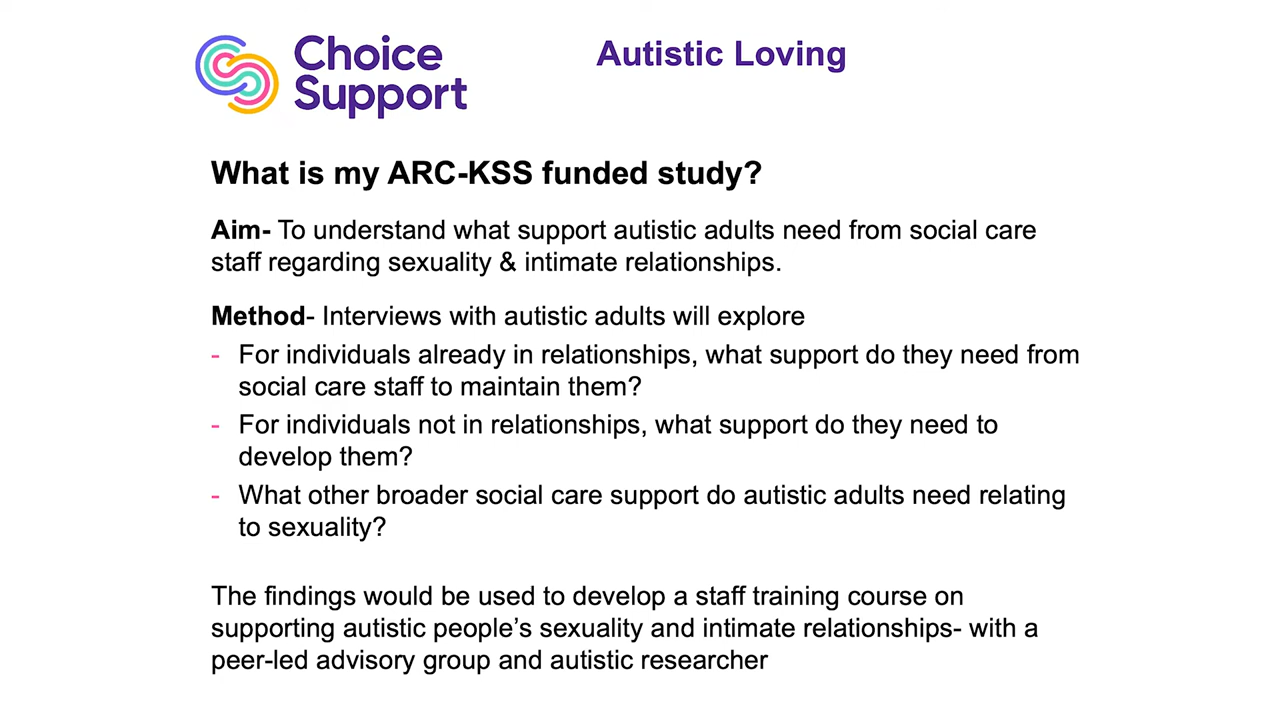 Choice
Support
Autistic Loving
What is my ARC-KSS funded study?
Aim- To understand what support autistic adults need from social care
staff regarding sexuality & intimate relationships.
Method- Interviews with autistic adults will explore
- For individuals already in relationships, what support do they need from
social care staff to maintain them?
- For individuals not in relationships, what support do they need to
develop them?
- What other broader social care support do autistic adults need relating
to sexuality?
The findings would be used to develop a staff training course on
supporting autistic people’s sexuality and intimate relationships- with a
peer-led advisory group and autistic researcher